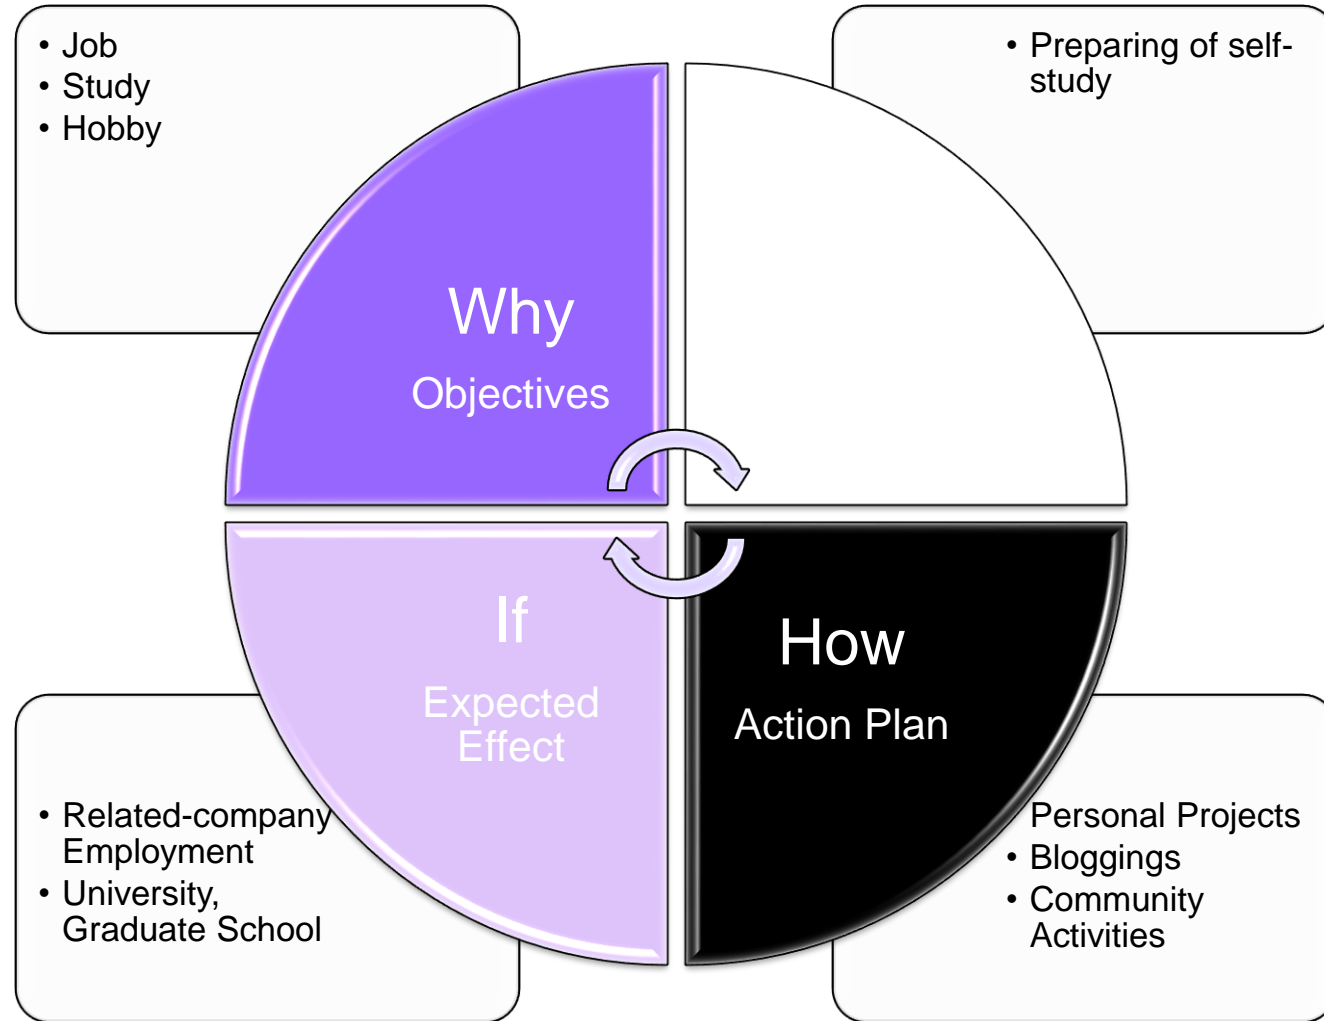 • Job
• Study
• Hobby
• Preparing of self-
study
Why
Objectives
If
Expected
Effect
How
Action Plan
• Related-company
Employment
• University,
Graduate School
Personal Projects
• Bloggings
• Community
Activities